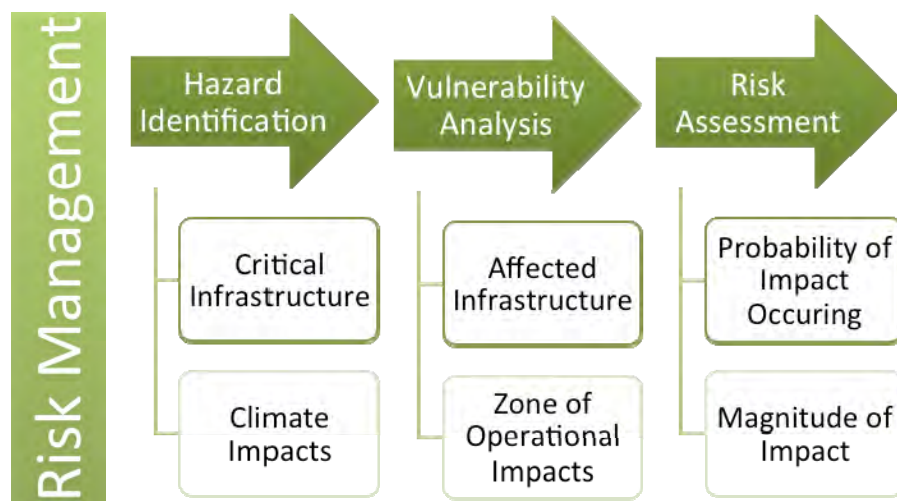 Risk Management
Hazard
Identification
Critical
Infrastructure
Climate
Impacts
Vulnerability
Analysis
Affected
Infrastructure
Zone of
Operational
Impacts
Risk
Assessment
Probability of
Impact
Occuring
Magnitude of
Impact